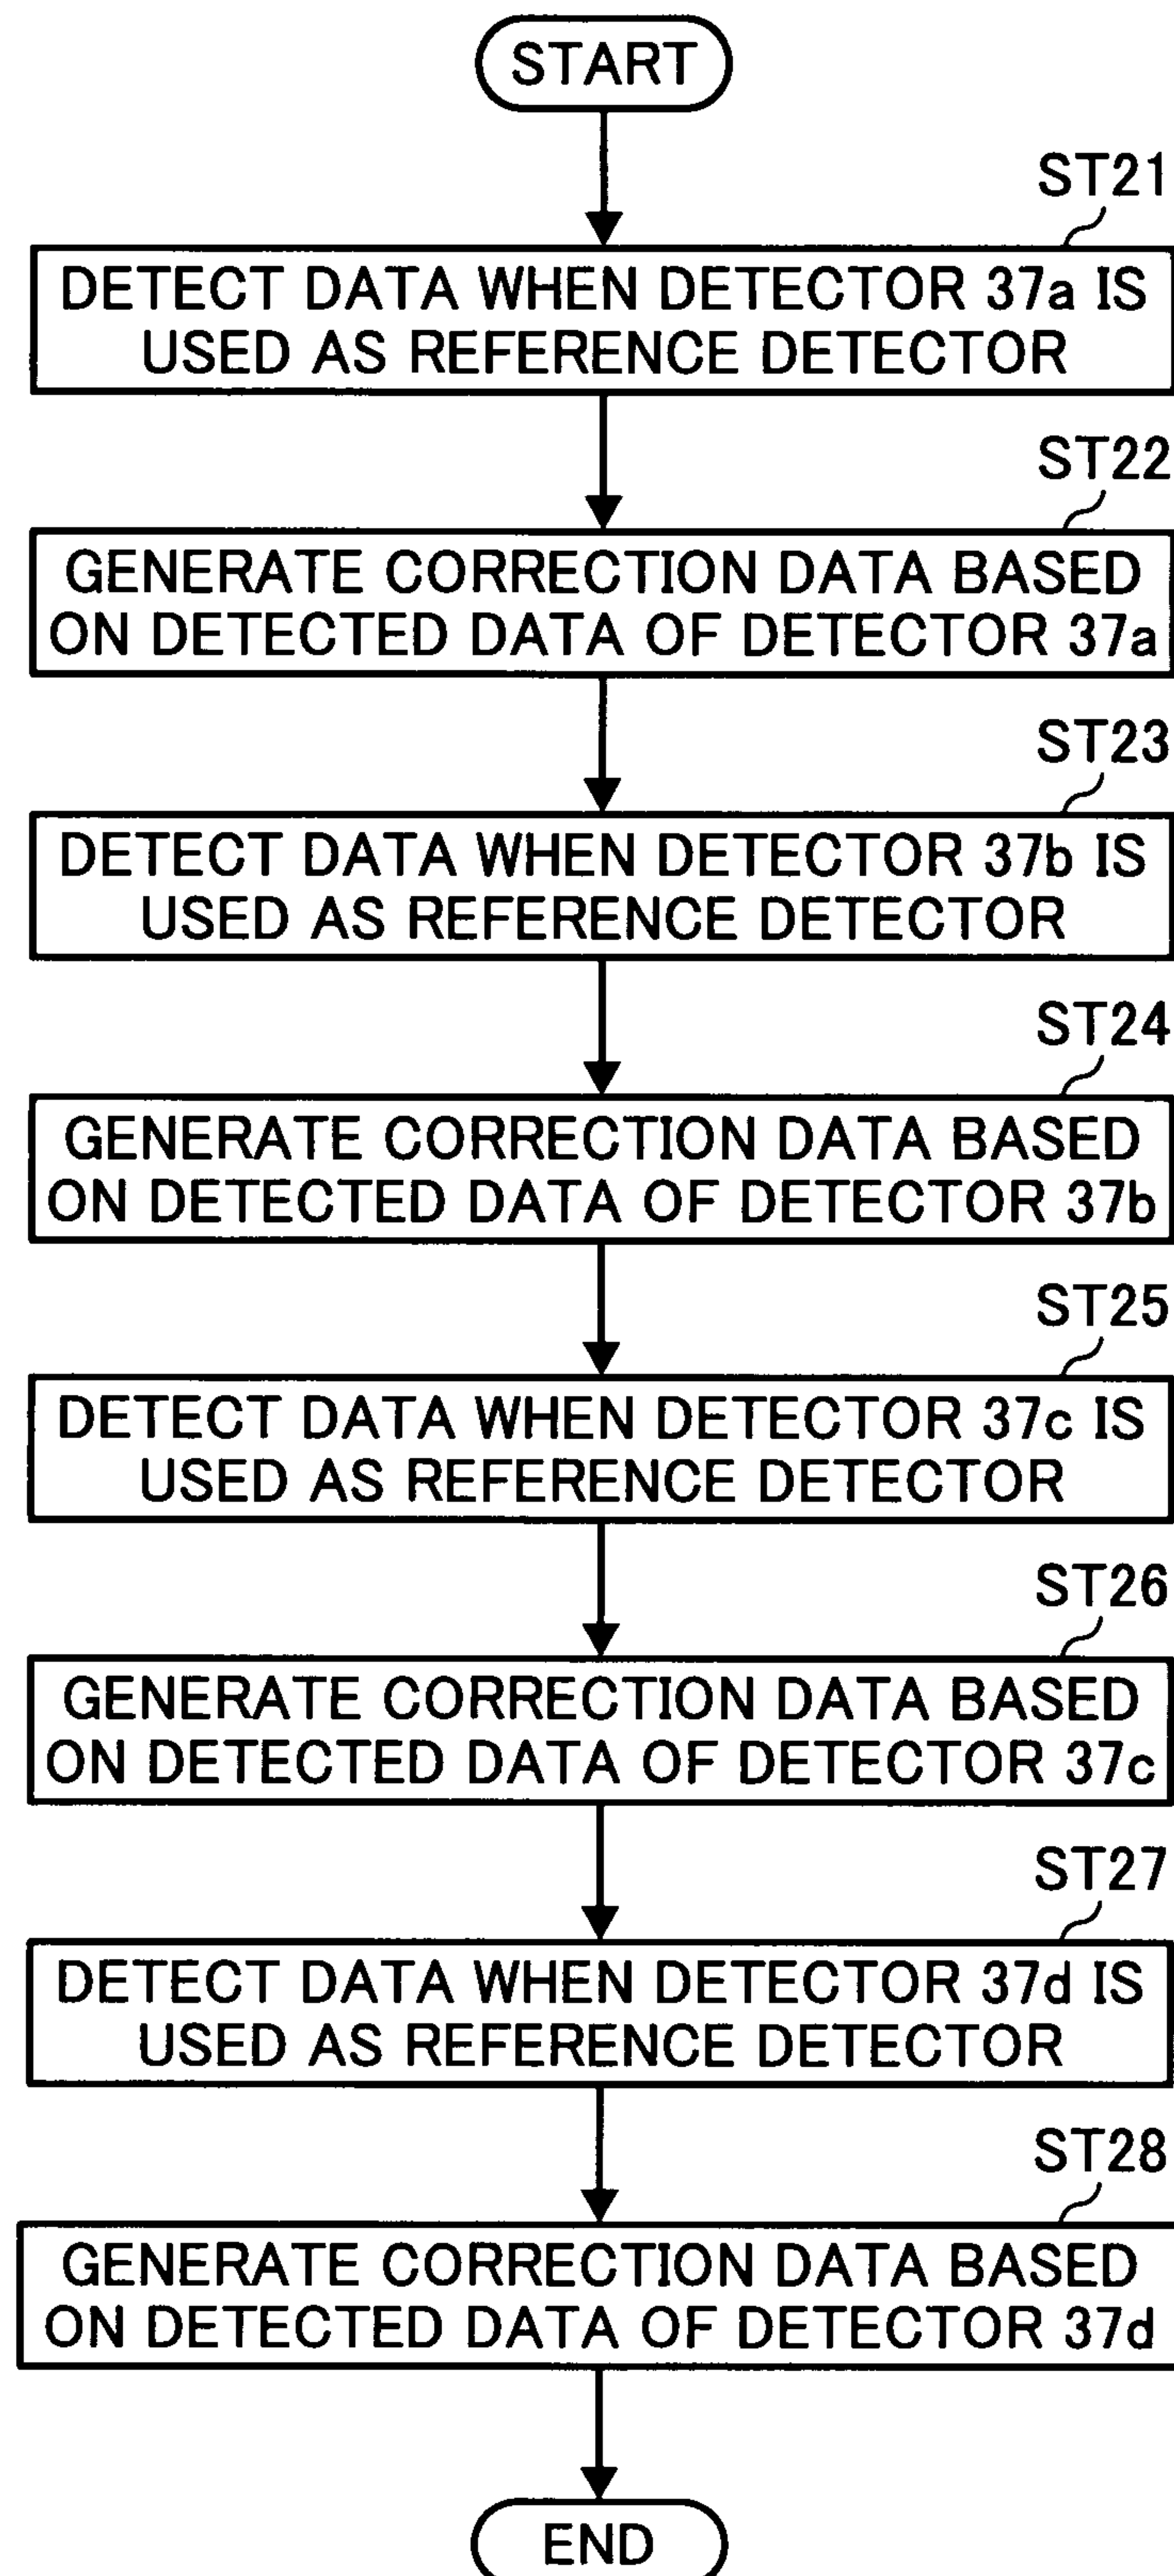 START
ST21
DETECT DATA WHEN DETECTOR 37a IS
USED AS REFERENCE DETECTOR
ST22
GENERATE CORRECTION DATA BASED
ON DETECTED DATA OF DETECTOR 37a
ST23
DETECT DATA WHEN DETECTOR 37b IS
USED AS REFERENCE DETECTOR
ST24
GENERATE CORRECTION DATA BASED
ON DETECTED DATA OF DETECTOR 37b
ST25
DETECT DATA WHEN DETECTOR 37c IS
USED AS REFERENCE DETECTOR
ST26
GENERATE CORRECTION DATA BASED
ON DETECTED DATA OF DETECTOR 37c
ST27
DETECT DATA WHEN DETECTOR 37d IS
USED AS REFERENCE DETECTOR
ST28
GENERATE CORRECTION DATA BASED
ON DETECTED DATA OF DETECTOR 37d
END